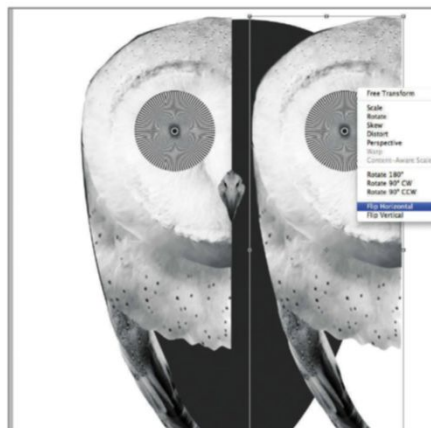 Free Transform
Scale
Rotate
Skew
Distort
Perspective
Warp
Content-Aware Scale
Rotate 180°
Rotate 90° CW
Rotate 90° CCW
Flip Horizontal
Flip Vertical